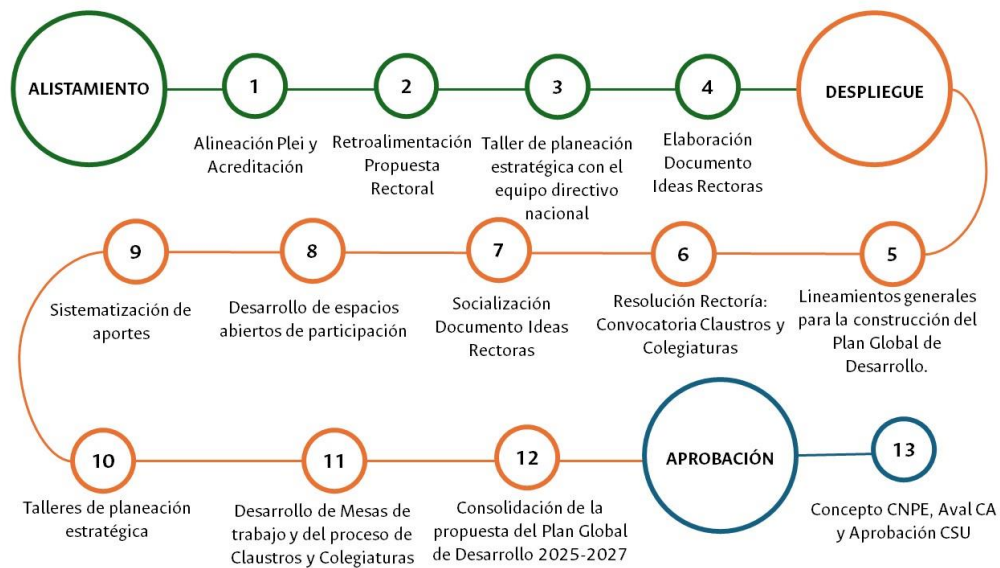 ALISTAMIENTO
1
Alineación Plei y
Acreditación
2
Retroalimentación
Propuesta
Rectoral
3
Taller de planeación
estratégica con el
equipo directivo
nacional
4
Elaboración
Documento
Ideas Rectoras
DESPLIEGUE
5
Lineamientos generales
para la construcción del
Plan Global de
Desarrollo.
6
Resolución Rectoría:
Convocatoria Claustros y
Colegiaturas
7
Socialización
Documento Ideas
Rectoras
8
Desarrollo de espacios
abiertos de participación
9
Sistematización de
aportes
10
Talleres de planeación
estratégica
11
Desarrollo de Mesas de
trabajo y del proceso de
Claustros y Colegiaturas
12
Consolidación de la
propuesta del Plan Global
de Desarrollo 2025-2027
APROBACIÓN
13
Concepto CNPE, Aval CA
y Aprobación CSU